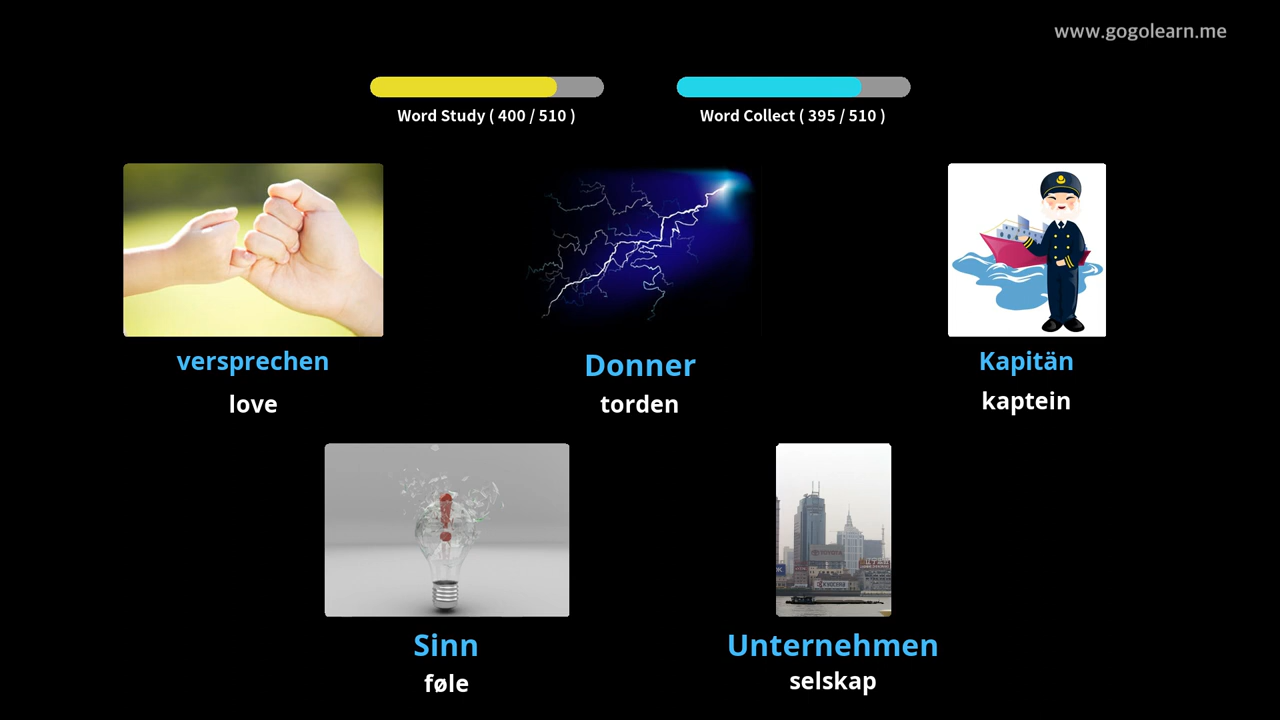 www.gogolearn.me
Word Study ( 400 / 510 )
Word Collect ( 395 / 510 )
versprechen
love
Donner
torden
Kapitän
kaptein
Sinn
føle
Unternehmen
selskap